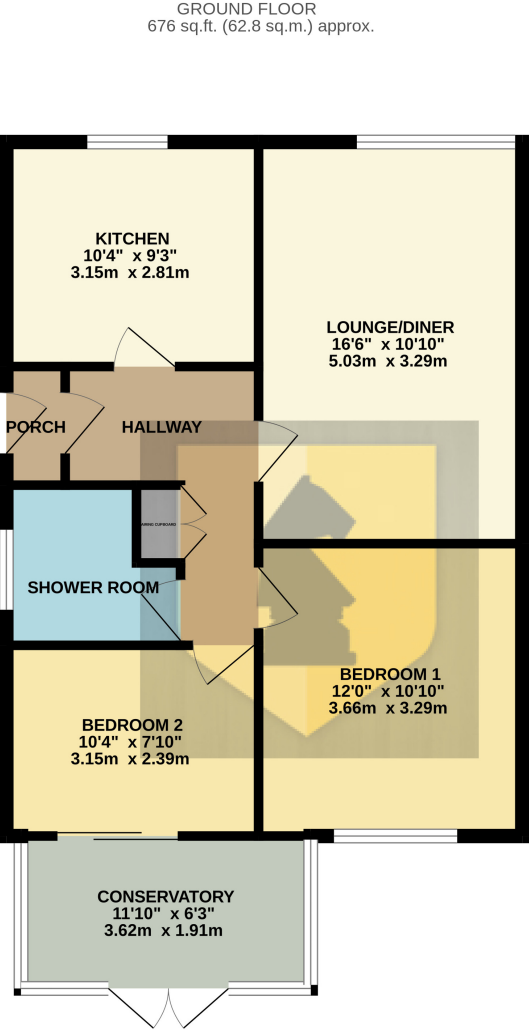 GROUND FLOOR
676 sq.ft. (62.8 sq.m.) approx.
KITCHEN
10'4" x 9'3"
3.15m x 2.81m
LOUNGE/DINER
16'6" x 10'10"
5.03m x 3.29m
PORCH
HALLWAY
AIRING CUPBOARD
SHOWER ROOM
BEDROOM 1
12'0" x 10'10"
3.66m x 3.29m
BEDROOM 2
10'4" x 7'10"
3.15m x 2.39m
CONSERVATORY
11'10" x 6'3"
3.62m x 1.91m